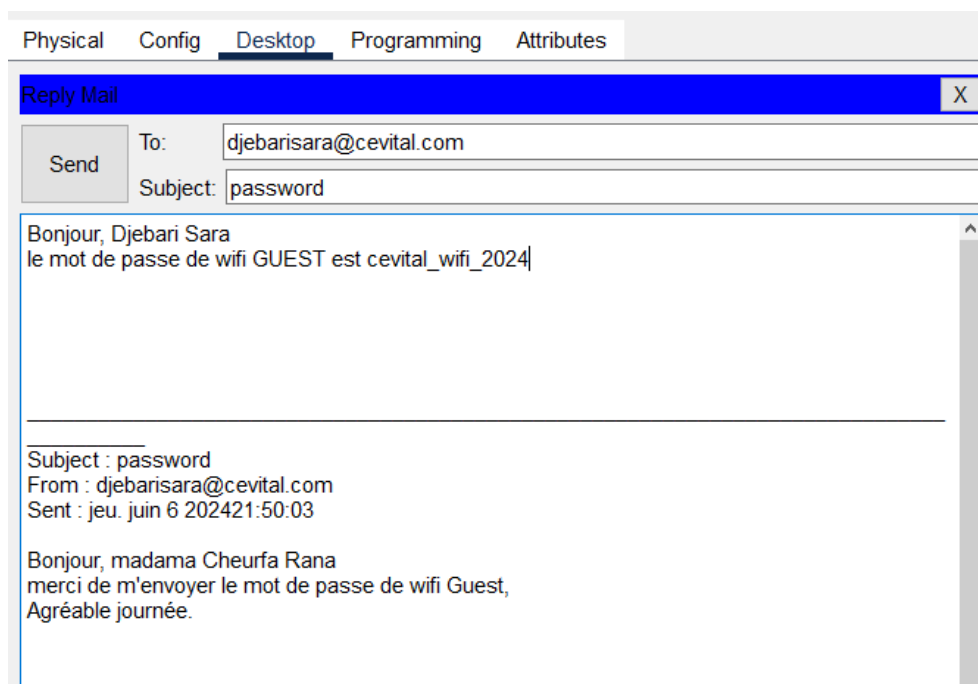 Physical Config Desktop Programming Attributes
Reply Mail
X
Send
To: djebarisara@cevital.com
Subject: password
Bonjour, Djebari Sara
le mot de passe de wifi GUEST est cevital_wifi_2024
Subject : password
From : djebarisara@cevital.com
Sent : jeu. juin 6 202421:50:03
Bonjour, madama Cheurfa Rana
merci de m'envoyer le mot de passe de wifi Guest,
Agréable journée.